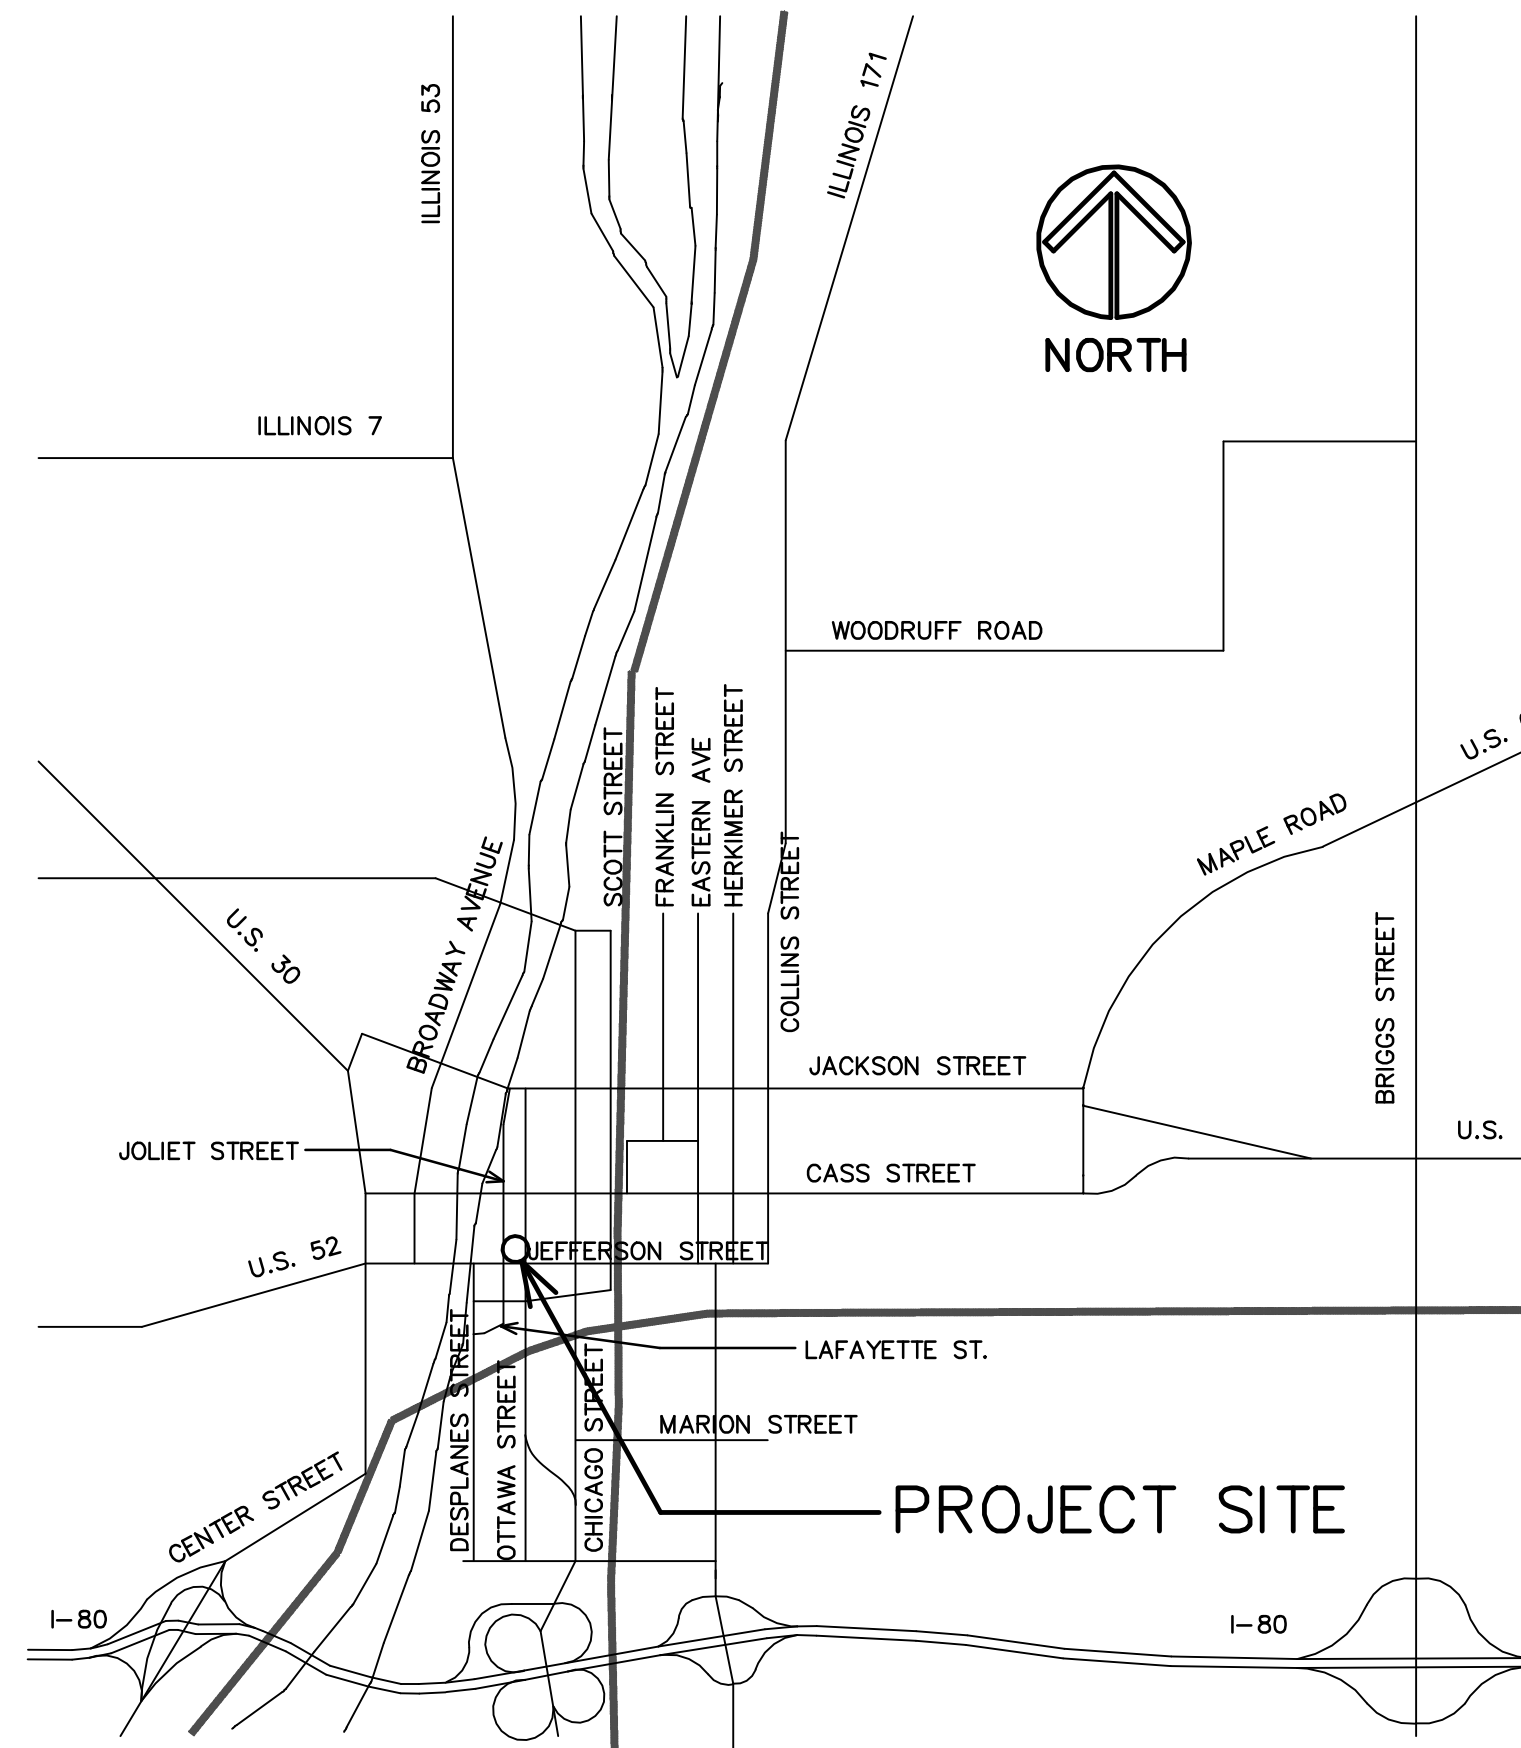 ILLINOIS 53
ILLINOIS 171
NORTH
ILLINOIS 7
WOODRUFF ROAD
U.S.
MAPLE ROAD
SCOTT STREET
FRANKLIN STREET
EASTERN AVE
HERKIMER STREET
COLLINS STREET
BROADWAY AVENUE
U.S. 30
BRIGGS STREET
JACKSON STREET
JOLIET STREET
U.S.
CASS STREET
U.S. 52
JEFFERSON STREET
LAFAYETTE ST.
DESPLANES STREET
OTTAWA STREET
CHICAGO STREET
MARION STREET
CENTER STREET
PROJECT SITE
I-80
I-80